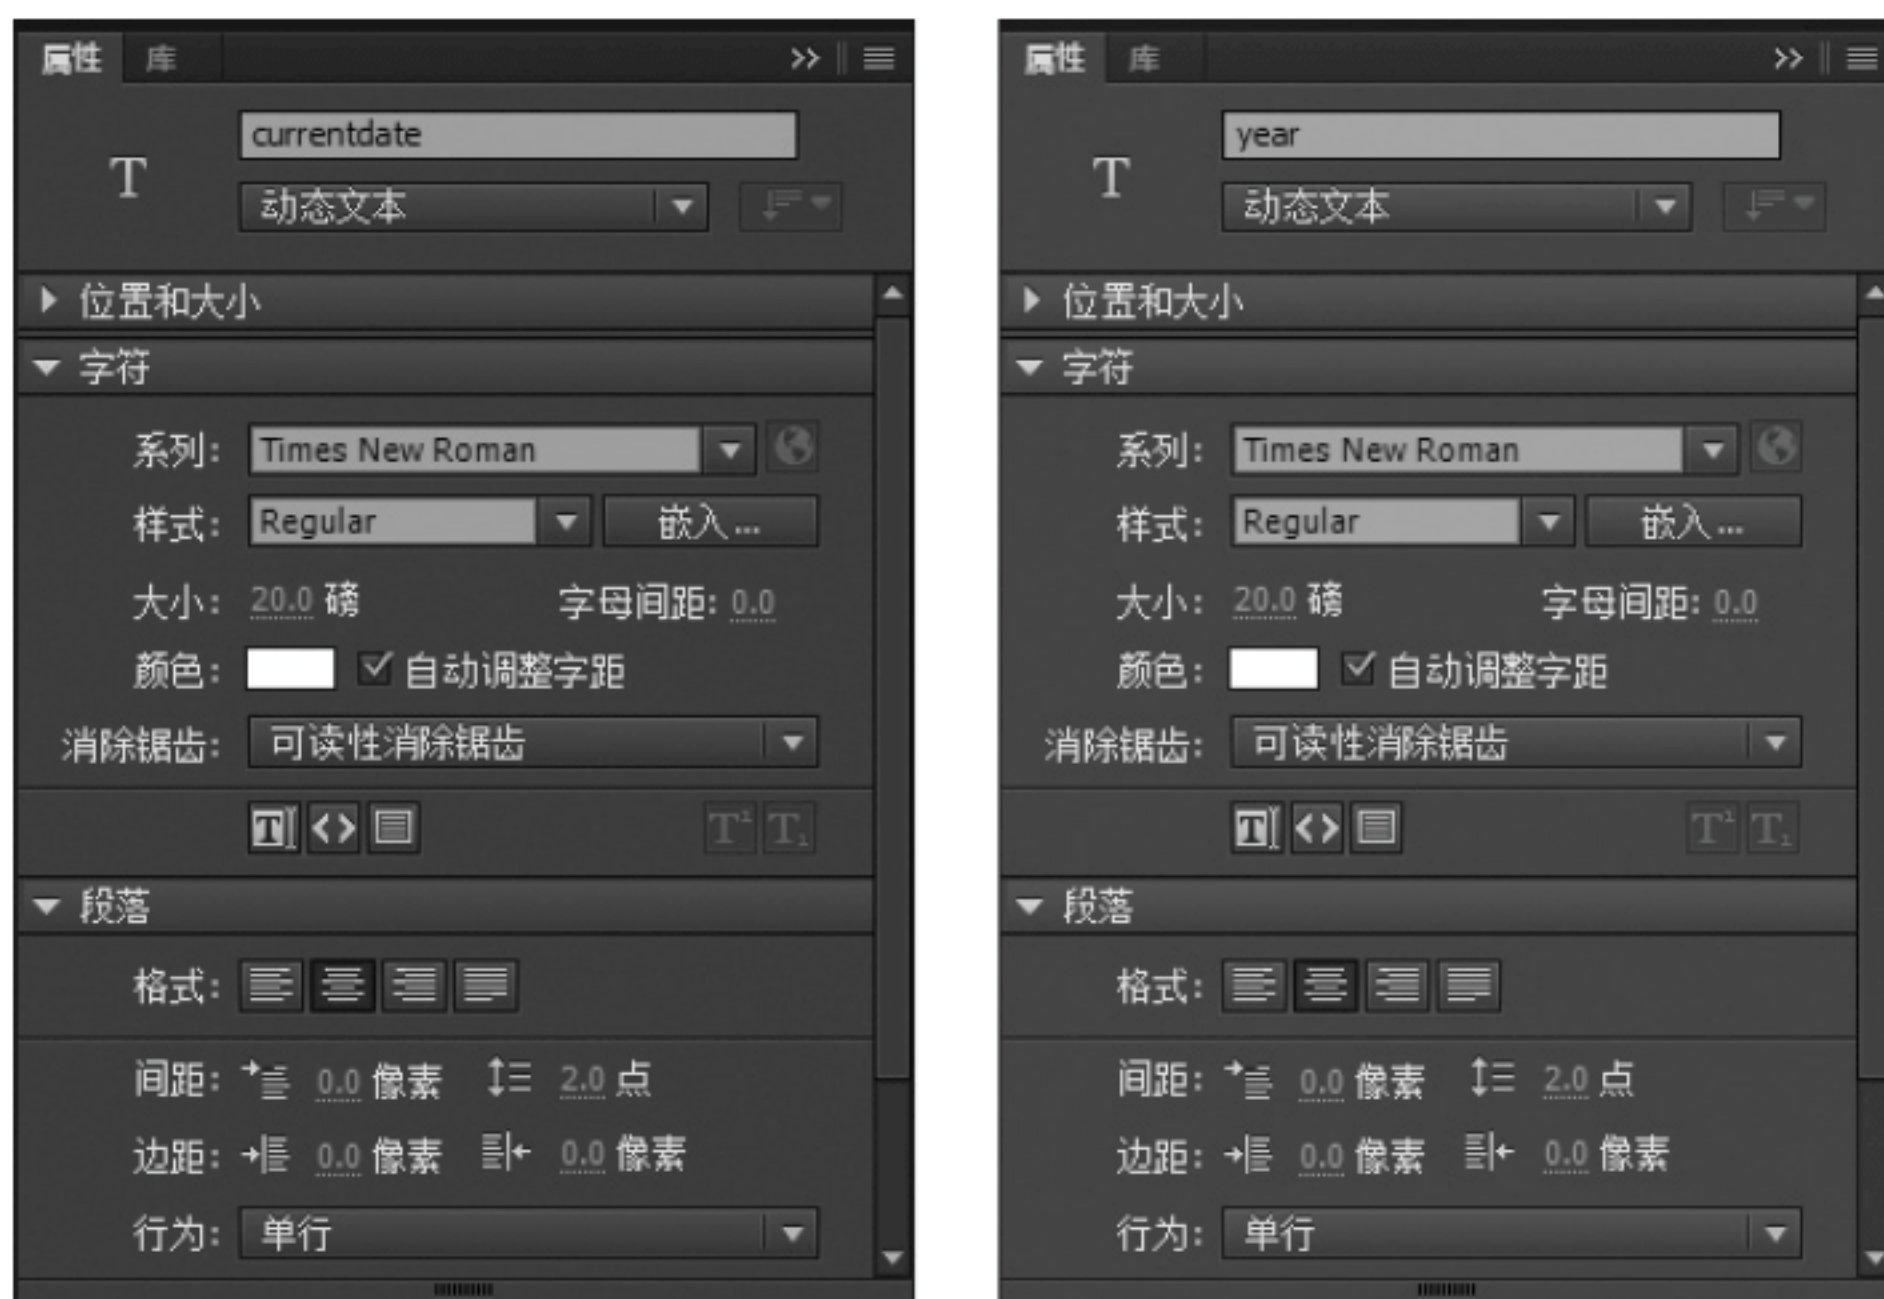 属性 库
currentdate
T
动态文本
位置和大小
字符
系列: Times New Roman
样式: Regular 嵌入...
大小: 20.0 磅 字母间距: 0.0
颜色: 自动调整字距
消除锯齿: 可读性消除锯齿
T <> T¹ T₁
段落
格式:
间距: 0.0 像素 2.0 点
边距: 0.0 像素 0.0 像素
行为: 单行
属性 库
year
T
动态文本
位置和大小
字符
系列: Times New Roman
样式: Regular 嵌入...
大小: 20.0 磅 字母间距: 0.0
颜色: 自动调整字距
消除锯齿: 可读性消除锯齿
T <> T¹ T₁
段落
格式:
间距: 0.0 像素 2.0 点
边距: 0.0 像素 0.0 像素
行为: 单行